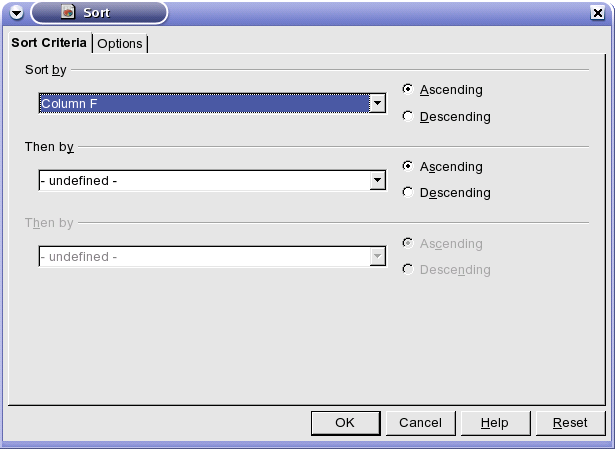 Sort
Sort Criteria Options
Sort by
Column F
Ascending
Descending
Then by
- undefined -
Ascending
Descending
Then by
- undefined -
Ascending
Descending
OK Cancel Help Reset